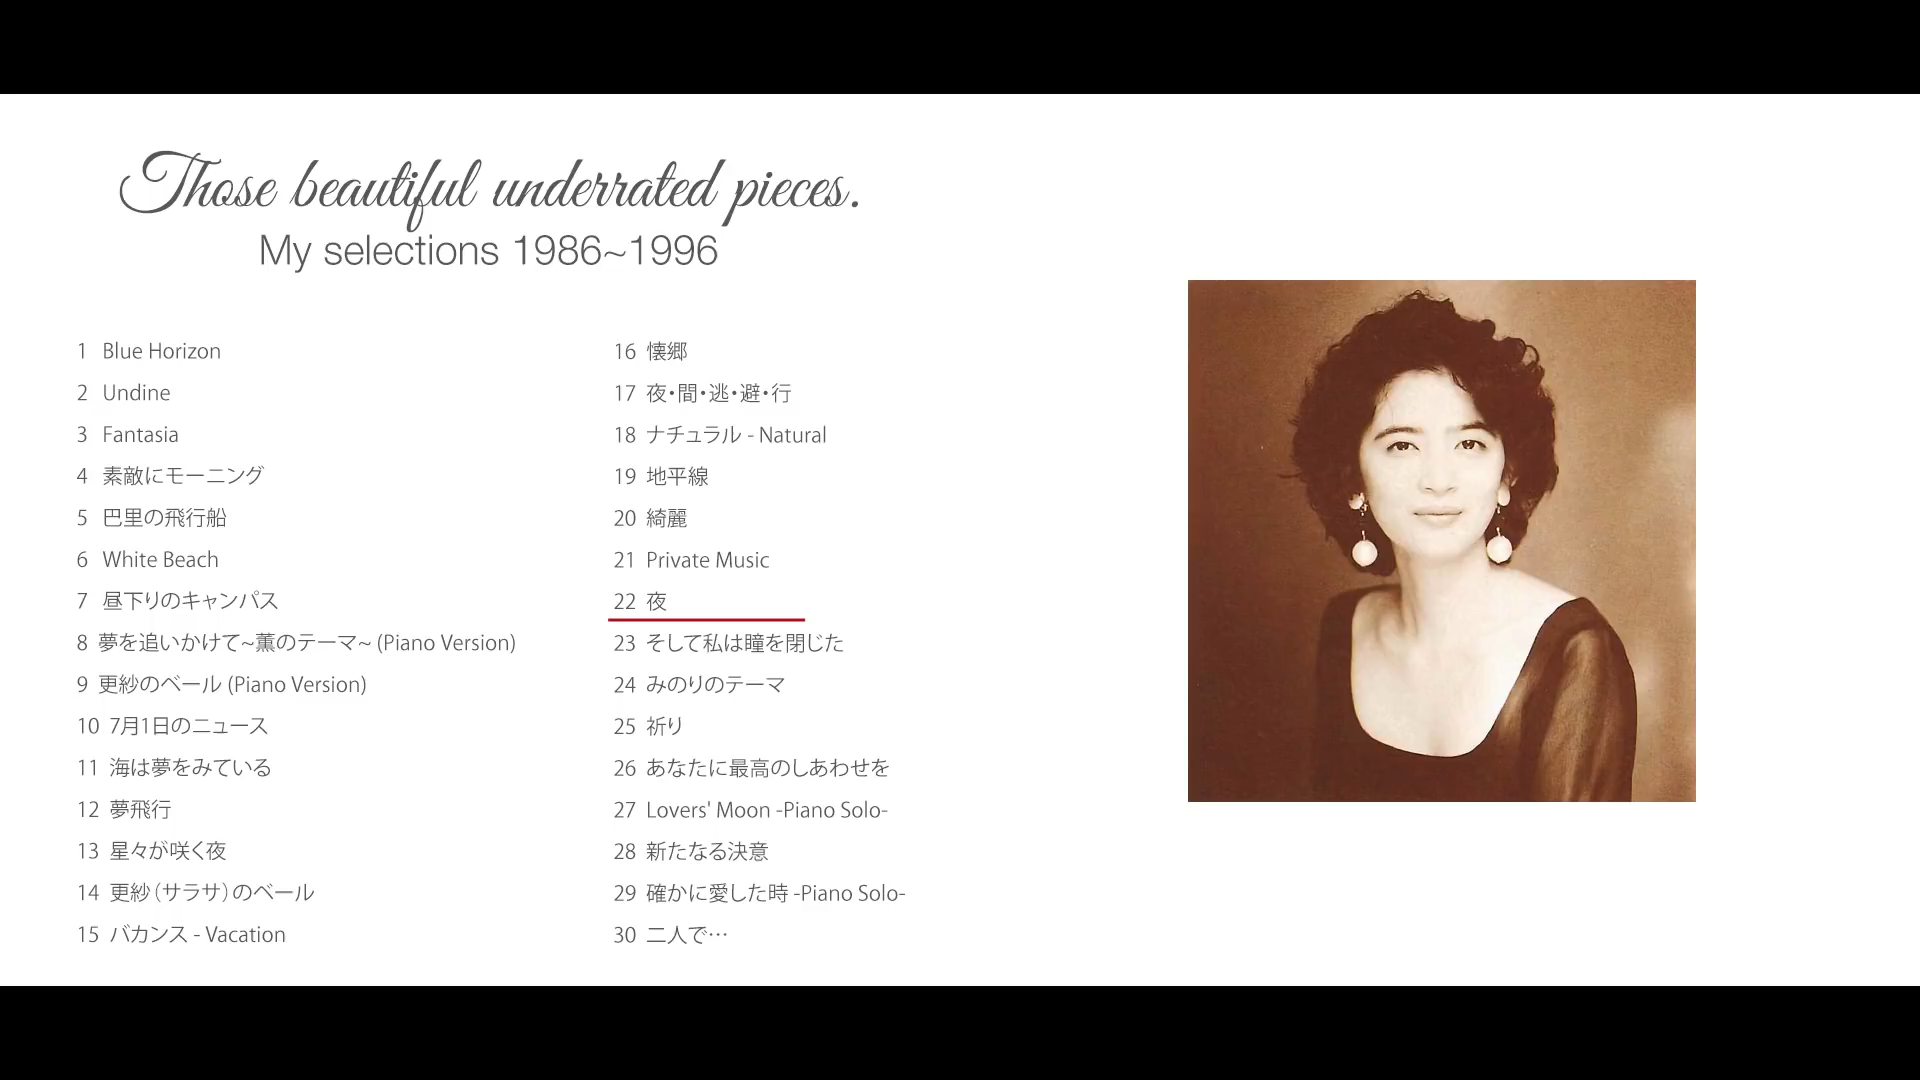 Those beautiful underrated pieces.
My selections 1986~1996
1 Blue Horizon
2 Undine
3 Fantasia
4 素敵にモーニング
5 巴里の飛行船
6 White Beach
7 昼下りのキャンパス
8 夢を追いかけて~薫のテーマ~ (Piano Version)
9 更紗のベール (Piano Version)
10 7月1日のニュース
11 海は夢をみている
12 夢飛行
13 星々が咲く夜
14 更紗（サラサ）のベール
15 バカンス - Vacation
16 懐郷
17 夜・間・逃・避・行
18 ナチュラル - Natural
19 地平線
20 綺麗
21 Private Music
22 夜
23 そして私は瞳を閉じた
24 みのりのテーマ
25 祈り
26 あなたに最高のしあわせを
27 Lovers' Moon -Piano Solo-
28 新たなる決意
29 確かに愛した時 -Piano Solo-
30 二人で…